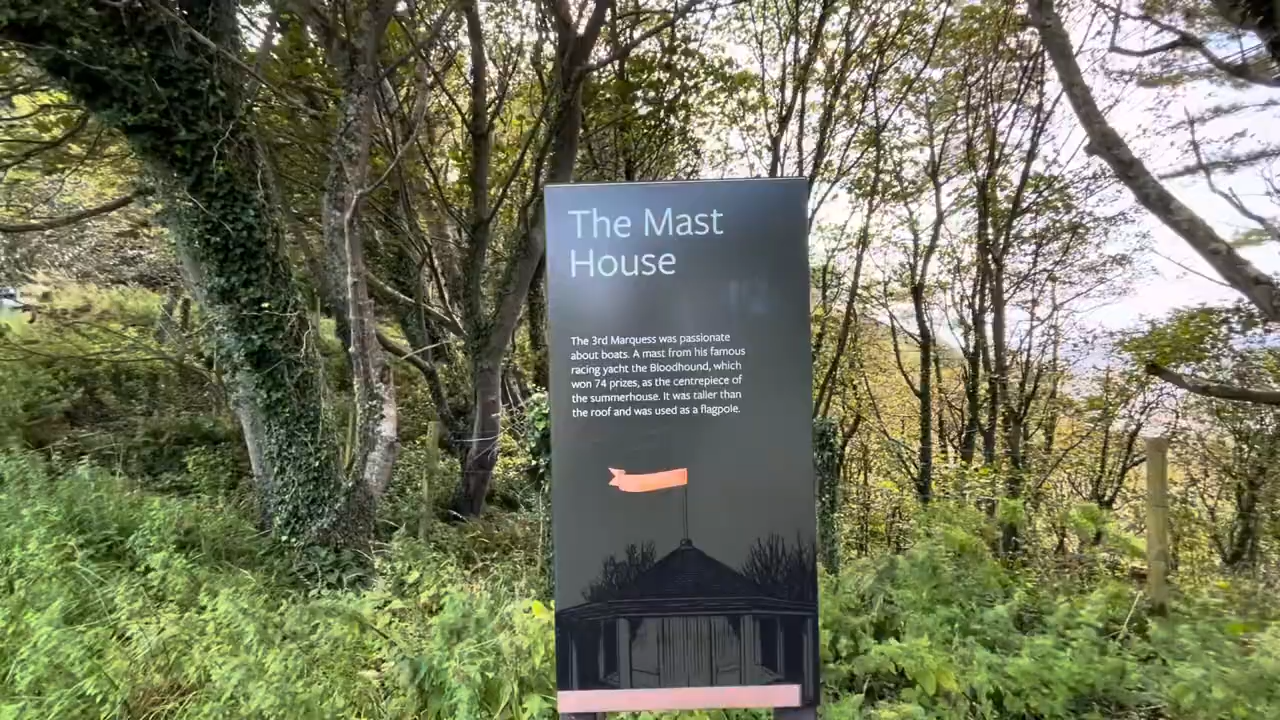 The Mast
House
The 3rd Marquess was passionate
about boats. A mast from his famous
racing yacht the Bloodhound, which
won 74 prizes, as the centrepiece of
the summerhouse. It was taller than
the roof and was used as a flagpole.